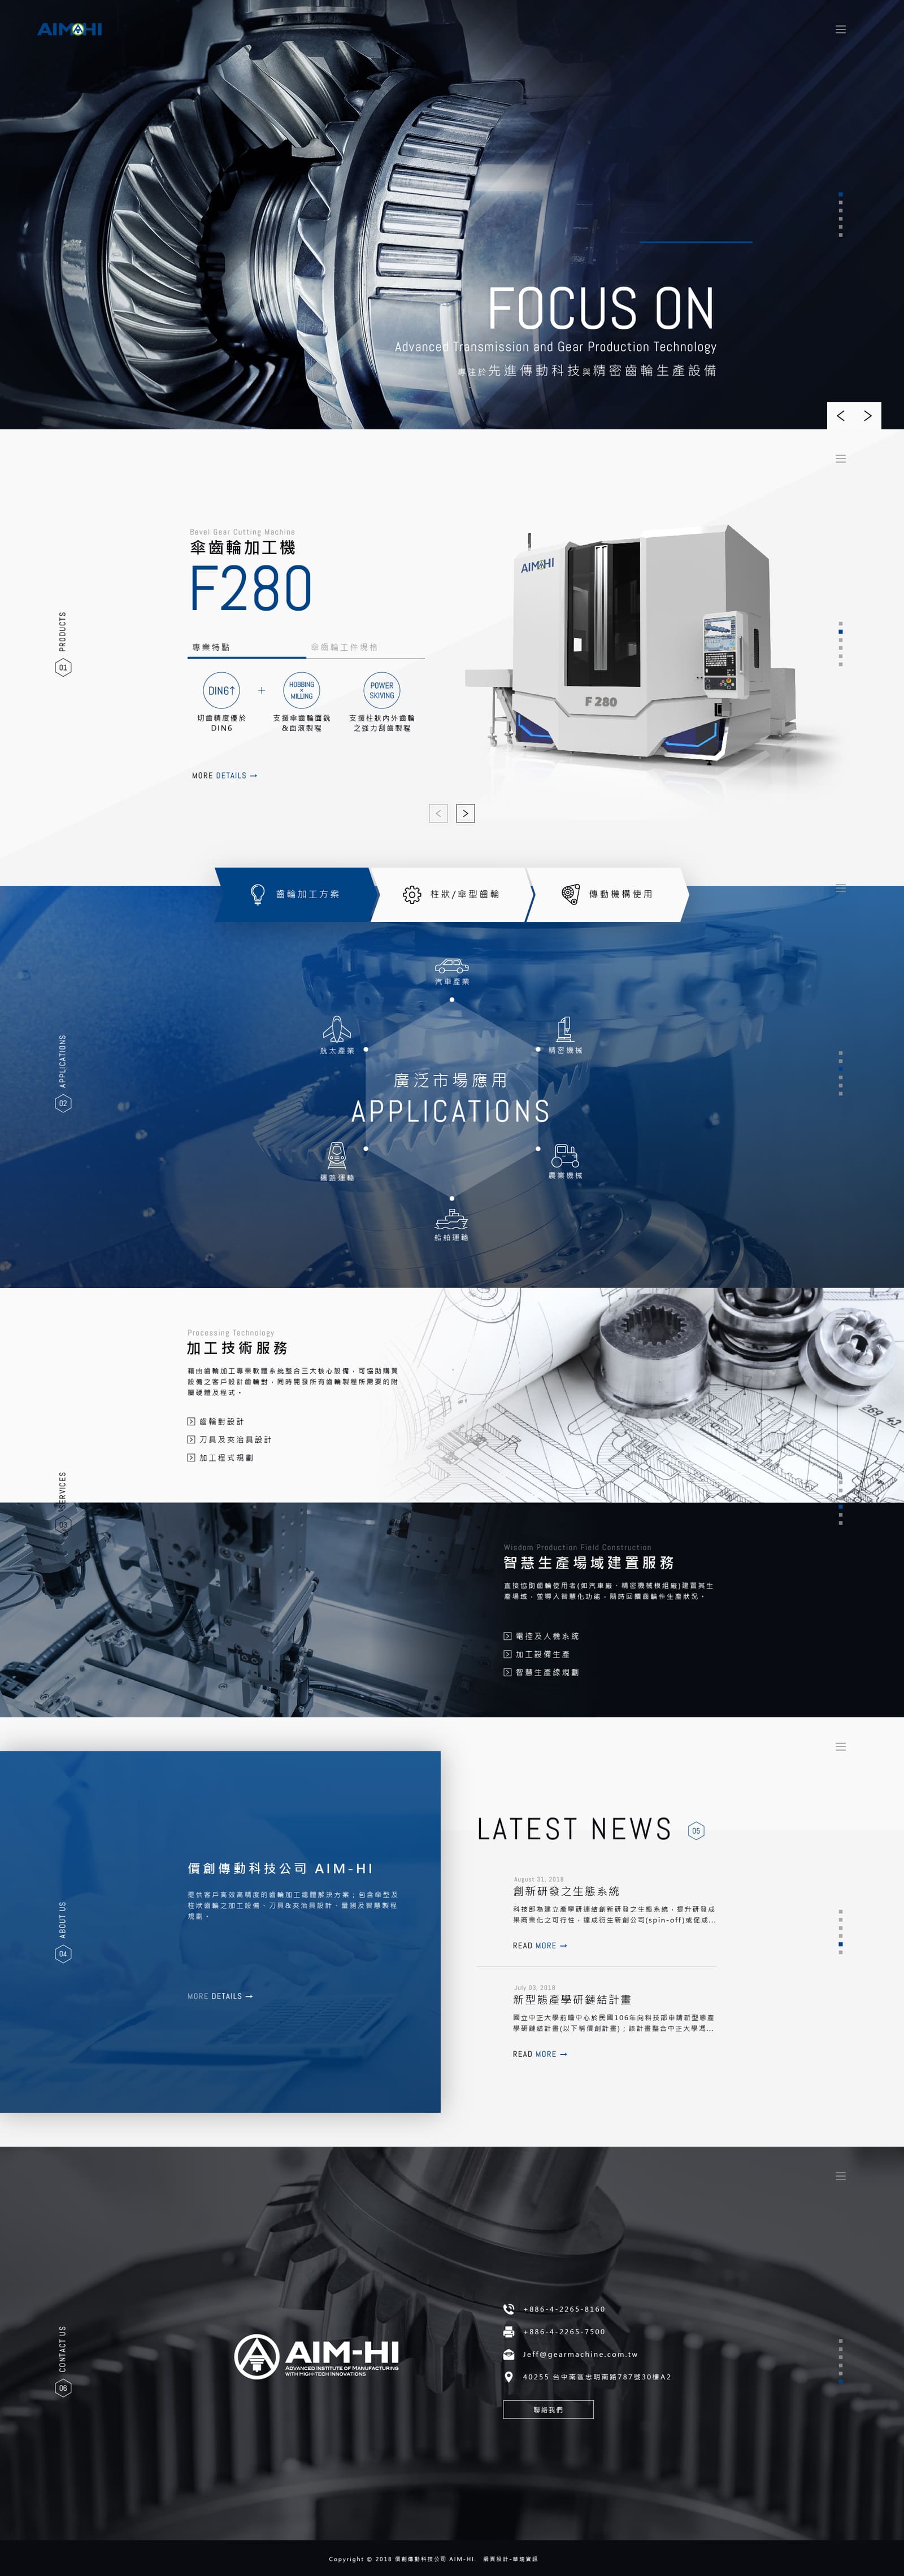 AIM-HI
FOCUS ON
Advanced Transmission and Gear Production Technology
專注於先進傳動科技與精密齒輪生產設備
Bevel Gear Cutting Machine
傘齒輪加工機
F280
專業特點
傘齒輪工件規格
DIN6↑
+
HOBBING
×
MILLING
POWER
SKIVING
切齒精度優於
DIN6
支援傘齒輪面銑
&面滾製程
支援柱狀內外齒輪
之強力刮齒製程
MORE DETAILS →
AIM-HI
F 280
PRODUCTS
01
齒輪加工方案
柱狀/傘型齒輪
傳動機構使用
APPLICATIONS
02
汽車產業
航太產業
精密機械
廣泛市場應用
APPLICATIONS
鐵路運輸
農業機械
船舶運輸
Processing Technology
加工技術服務
藉由齒輪加工專業軟體系統整合三大核心設備，可協助購買
設備之客戶設計齒輪對，同時開發所有齒輪製程所需要的附
屬硬體及程式。
齒輪對設計
刀具及夾治具設計
加工程式規劃
SERVICES
03
Wisdom Production Field Construction
智慧生產場域建置服務
直接協助齒輪使用者(如汽車廠、精密機械模組廠)建置其生
產場域，並導入智慧化功能，隨時回饋齒輪件生產狀況。
電控及人機系統
加工設備生產
智慧生產線規劃
ABOUT US
04
價創傳動科技公司 AIM-HI
提供客戶高效高精度的齒輪加工總體解決方案；包含傘型及
柱狀齒輪之加工設備、刀具&夾治具設計、量測及智慧製程
規劃。
MORE DETAILS →
LATEST NEWS
05
August 31, 2018
創新研發之生態系統
科技部為建立產學研連結創新研發之生態系統，提升研發成
果商業化之可行性，達成衍生新創公司(spin-off)或促成...
READ MORE →
July 03, 2018
新型態產學研鏈結計畫
國立中正大學前瞻中心於民國106年向科技部申請新型態產
學研鏈結計畫(以下稱價創計畫)；該計畫整合中正大學馮...
READ MORE →
CONTACT US
06
AIM-HI
ADVANCED INSTITUTE OF MANUFACTURING
WITH HIGH-TECH INNOVATIONS
+886-4-2265-8160
+886-4-2265-7500
Jeff@gearmachine.com.tw
40255 台中南區忠明南路787號30樓A2
聯絡我們
Copyright © 2018 價創傳動科技公司 AIM-HI. 網頁設計-華瑞資訊